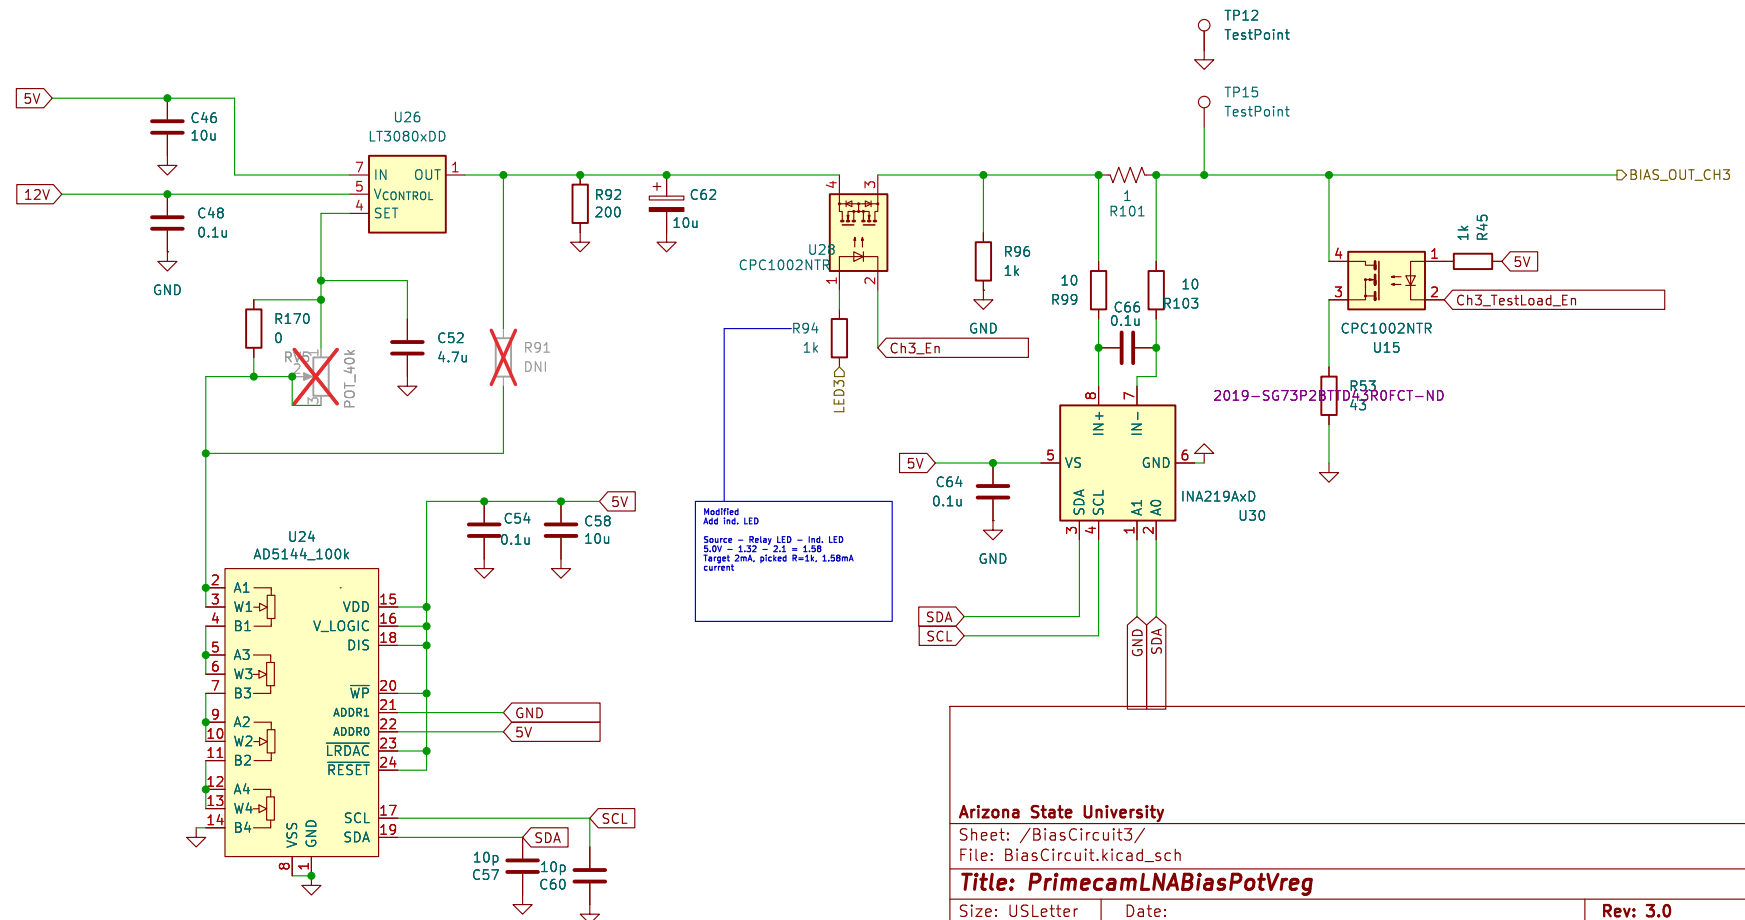 TP12
TestPoint
TP15
TestPoint
5V
C46
10u
U26
LT3080xDD
7
IN
OUT
1
5
VCONTROL
4
SET
12V
C48
0.1u
GND
R92
200
+
C62
10u
4
3
U28
CPC1002NTR
1
2
R96
1k
GND
1
R101
BIAS_OUT_CH3
1k
R45
4
1
5V
3
2
Ch3_TestLoad_En
CPC1002NTR
U15
10
R99
10
R103
C66
0.1u
R170
0
RV5
1
2
3
POT_40k
C52
4.7u
R91
DNI
R94
1k
Ch3_En
LED3
2019-SG73P2BTTD43R0FCT-ND
R53
43
8
7
IN+
IN-
5V
5
VS
GND
6
C64
0.1u
GND
SDA
SCL
A1
A0
INA219AxD
U30
3
4
1
2
SDA
SCL
GND
SDA
Modified
Add ind. LED
Source - Relay LED - Ind. LED
5.0V - 1.32 - 2.1 = 1.58
Target 2mA, picked R=1k, 1.58mA
current
5V
C54
0.1u
C58
10u
U24
AD5144_100k
2
A1
3
W1
4
B1
5
A3
6
W3
7
B3
9
A2
10
W2
11
B2
12
A4
13
W4
14
B4
VDD
15
V_LOGIC
16
DIS
18
WP
20
ADDR1
21
GND
ADDR0
22
5V
LRDAC
23
RESET
24
SCL
17
SCL
SDA
19
SDA
VSS
GND
8
1
10p
C57
10p
C60
Arizona State University
Sheet: /BiasCircuit3/
File: BiasCircuit.kicad_sch
Title: PrimecamLNABiasPotVreg
Size: USLetter
Date:
Rev: 3.0